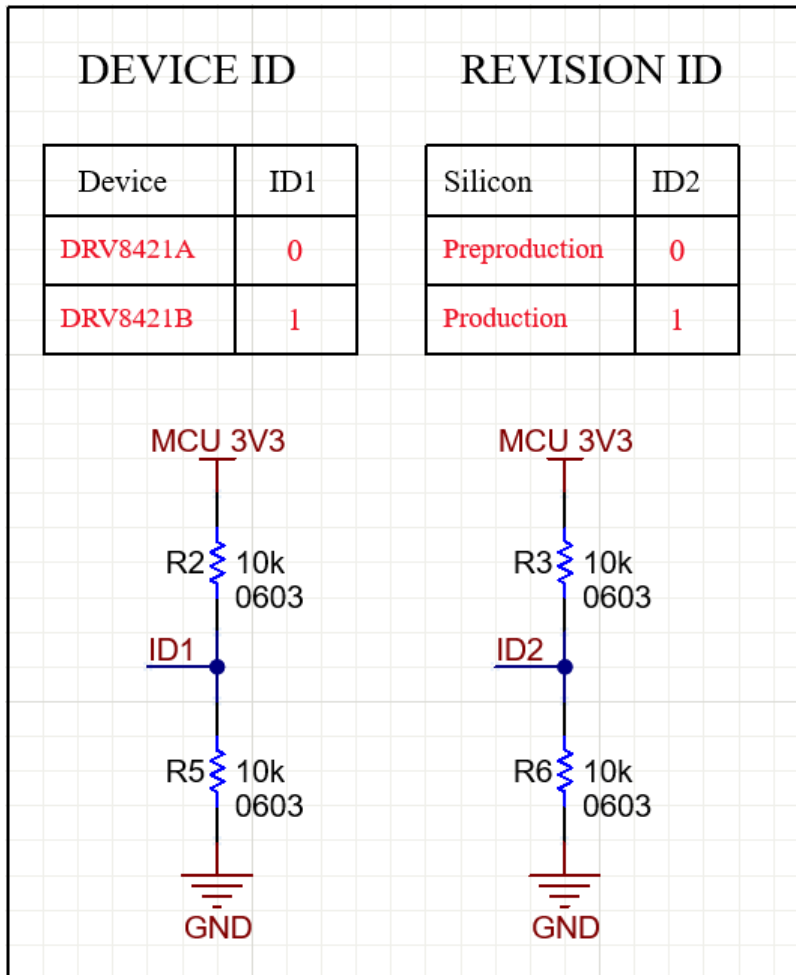 DEVICE ID
REVISION ID
Device ID1
DRV8421A 0
DRV8421B 1
Silicon ID2
Preproduction 0
Production 1
MCU 3V3
R2 10k
0603
ID1
R5 10k
0603
GND
MCU 3V3
R3 10k
0603
ID2
R6 10k
0603
GND